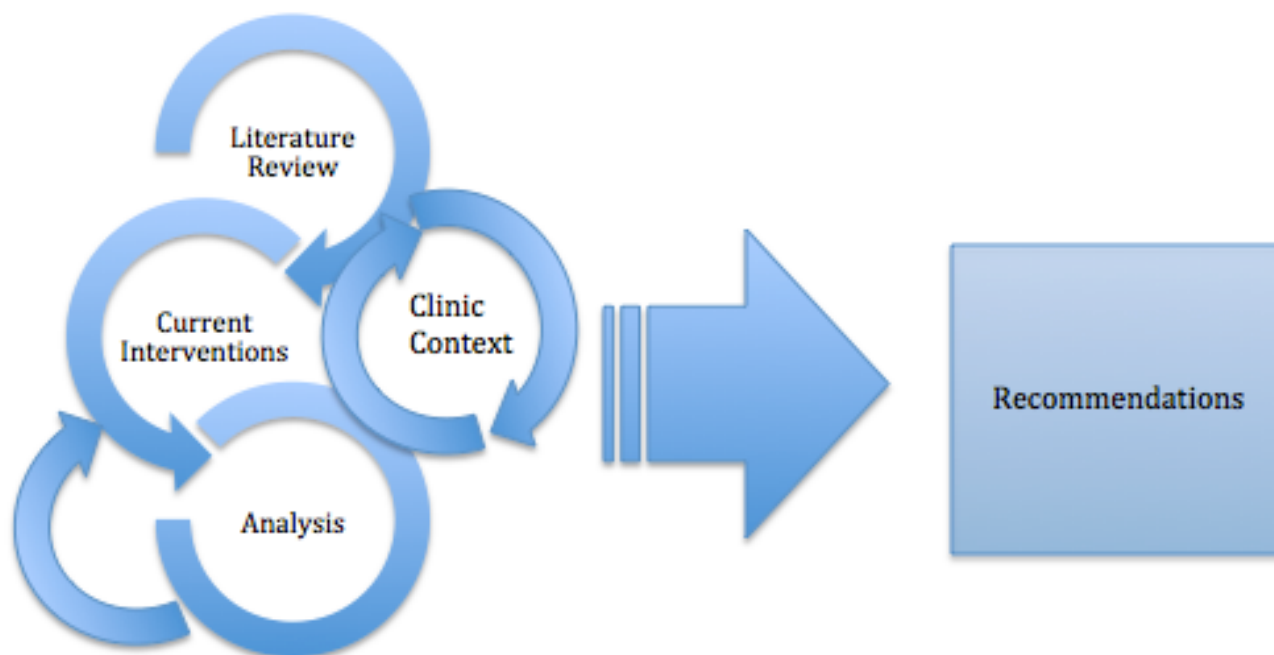 Literature
Review
Current
Interventions
Clinic
Context
Analysis
Recommendations